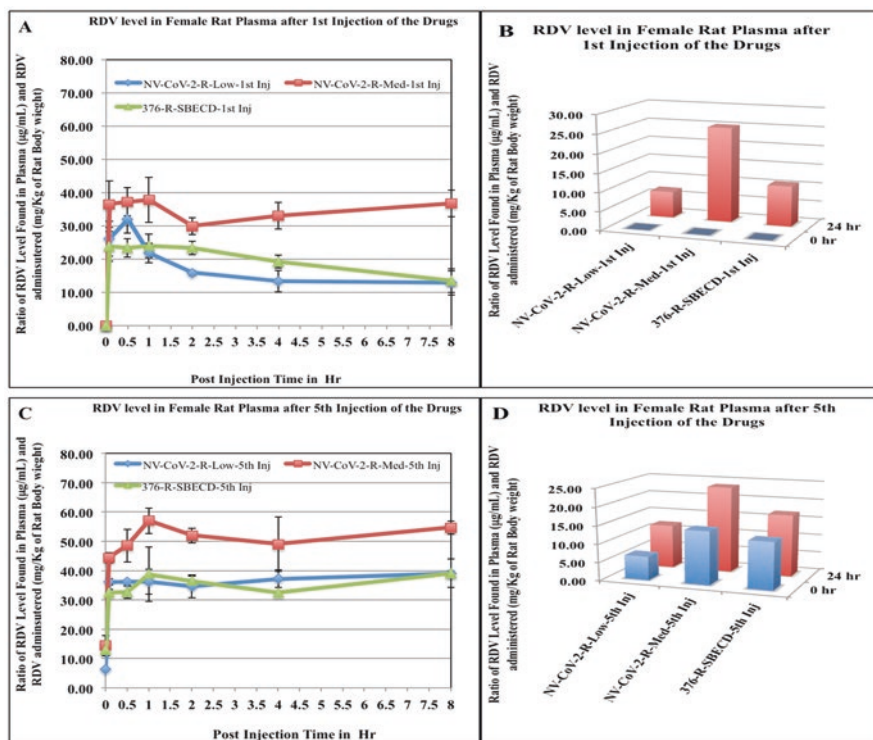 A
RDV level in Female Rat Plasma after 1st Injection of the Drugs
Ratio of RDV Level Found in Plasma (µg/mL) and RDV
adminsutered (mg/Kg of Rat Body wieght)
80.00
70.00
60.00
50.00
40.00
30.00
20.00
10.00
0.00
NV-CoV-2-R-Low-1st Inj
NV-CoV-2-R-Med-1st Inj
376-R-SBECD-1st Inj
0 0.5 1 1.5 2 2.5 3 3.5 4 4.5 5 5.5 6 6.5 7 7.5 8
Post Injection Time in Hr
B
RDV level in Female Rat Plasma after
1st Injection of the Drugs
Ratio of RDV Level Found in Plasma (µg/mL) and RDV
administered (mg/Kg of Rat Body weight)
30.00
25.00
20.00
15.00
10.00
5.00
0.00
NV-CoV-2-R-Low-1st Inj
NV-CoV-2-R-Med-1st Inj
376-R-SBECD-1st Inj
24 hr
0 hr
C
RDV level in Female Rat Plasma after 5th Injection of the Drugs
Ratio of RDV Level Found in Plasma (µg/mL) and
RDV adminsutered (mg/Kg of Rat Body wieght)
80.00
70.00
60.00
50.00
40.00
30.00
20.00
10.00
0.00
NV-CoV-2-R-Low-5th Inj
NV-CoV-2-R-Med-5th Inj
376-R-SBECD-5th Inj
0 0.5 1 1.5 2 2.5 3 3.5 4 4.5 5 5.5 6 6.5 7 7.5 8
Post Injection Time in Hr
D
RDV level in Female Rat Plasma after 5th
Injection of the Drugs
Ratio of RDV Level Found in Plasma (µg/mL) and RDV
administered (mg/Kg of Rat Body weight)
25.00
20.00
15.00
10.00
5.00
0.00
NV-CoV-2-R-Low-5th Inj
NV-CoV-2-R-Med-5th Inj
376-R-SBECD-5th Inj
24 hr
0 hr